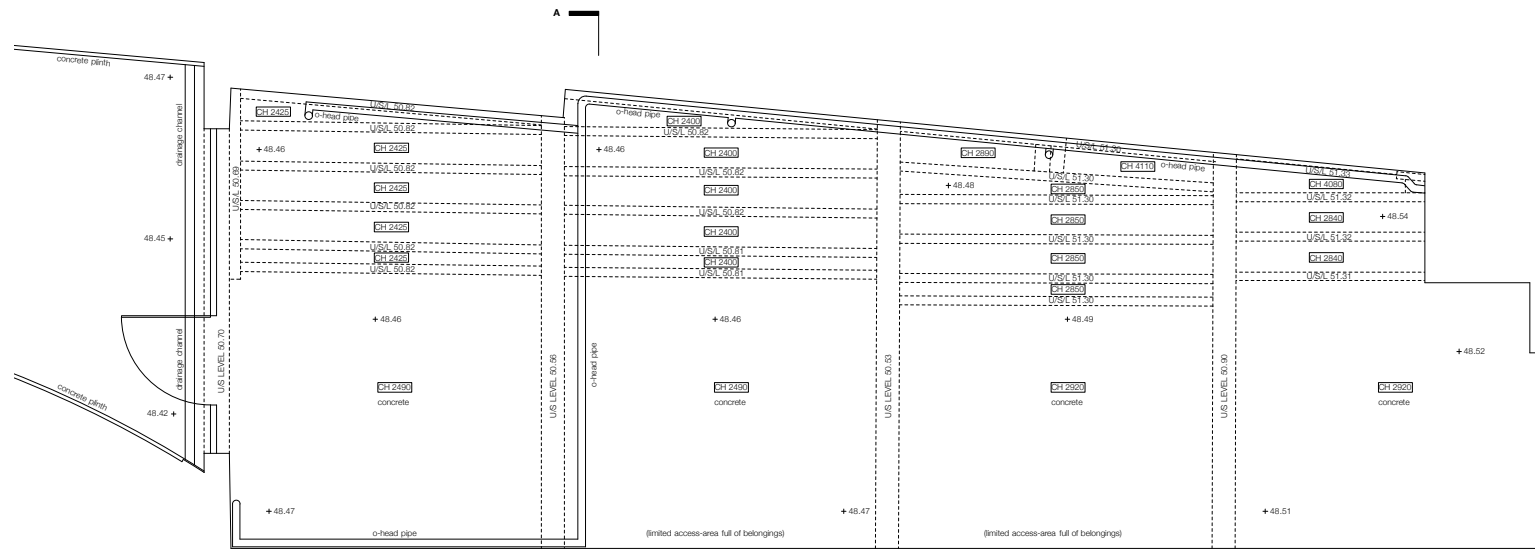 A
concrete plinth
48.47
drainage channel
48.45
drainage channel
concrete plinth
48.42
U/S LEVEL 50.70
U/S/L 50.69
CH 2425
U/S/L 50.82
o-head pipe
U/S/L 50.82
48.46
CH 2425
U/S/L 50.82
CH 2425
U/S/L 50.82
CH 2425
U/S/L 50.82
CH 2425
U/S/L 50.82
48.46
CH 2490
concrete
48.47
o-head pipe
U/S LEVEL 50.56
o-head pipe
o-head pipe
CH 2400
U/S/L 50.82
48.46
CH 2400
U/S/L 50.82
CH 2400
U/S/L 50.82
CH 2400
U/S/L 50.81
CH 2400
U/S/L 50.81
48.46
CH 2490
concrete
48.47
(limited access-area full of belongings)
U/S LEVEL 50.53
CH 2890
CH 4110
o-head pipe
U/S/L 51.30
48.48
CH 2850
U/S/L 51.30
CH 2850
U/S/L 51.30
CH 2850
U/S/L 51.30
CH 2850
U/S/L 51.30
48.49
CH 2920
concrete
(limited access-area full of belongings)
U/S LEVEL 50.90
U/S/L 51.33
CH 4080
U/S/L 51.32
CH 2840
48.54
U/S/L 51.32
CH 2840
U/S/L 51.31
48.52
CH 2920
concrete
48.51